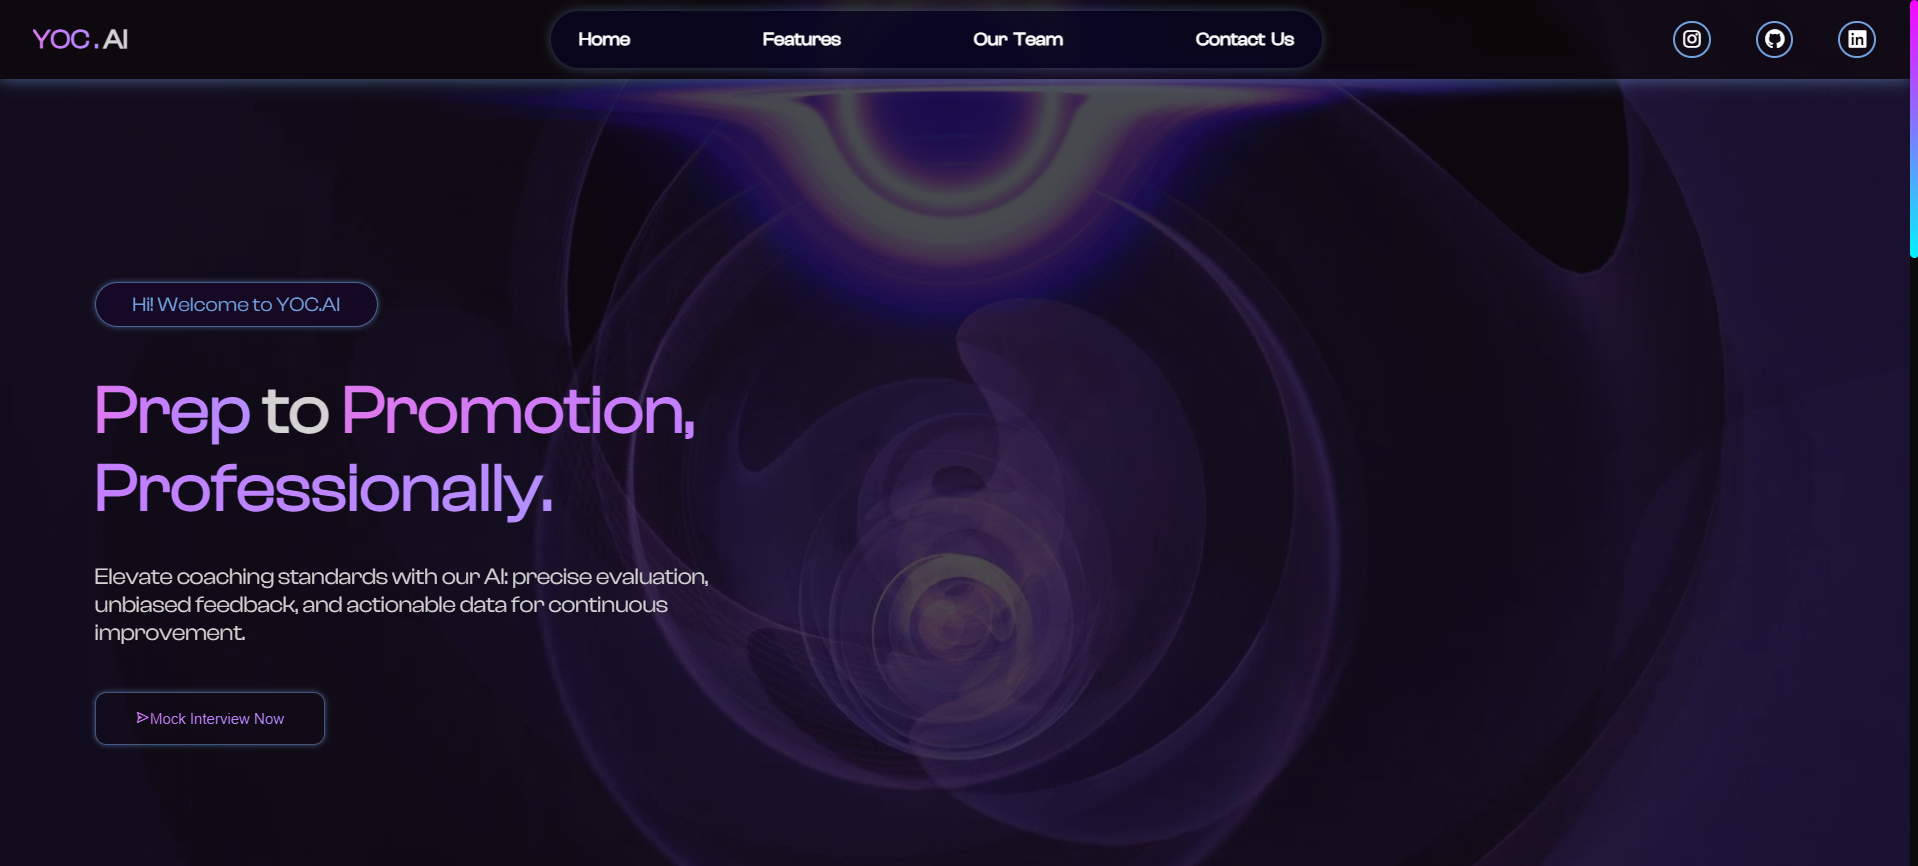 YOC . AI
Home
Features
Our Team
Contact Us
Hi! Welcome to YOC.AI
Prep to Promotion,
Professionally.
Elevate coaching standards with our AI: precise evaluation,
unbiased feedback, and actionable data for continuous
improvement.
Mock Interview Now